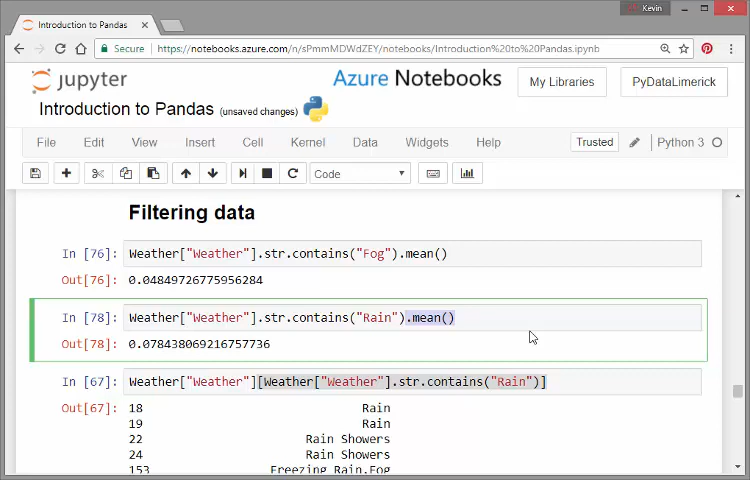 Kevin
Introduction to Pandas
Secure https://notebooks.azure.com/n/sPmmMDWdZEY/notebooks/Introduction%20to%20Pandas.ipynb
jupyter
Azure Notebooks
My Libraries
PyDataLimerick
Introduction to Pandas (unsaved changes)
File Edit View Insert Cell Kernel Data Widgets Help Trusted Python 3
Code
Filtering data
In [76]: Weather["Weather"].str.contains("Fog").mean()
Out[76]: 0.04849726775956284
In [78]: Weather["Weather"].str.contains("Rain").mean()
Out[78]: 0.078438069216757736
In [67]: Weather["Weather"][Weather["Weather"].str.contains("Rain")]
Out[67]: 18 Rain
19 Rain
22 Rain Showers
24 Rain Showers
153 Freezing Rain,Fog